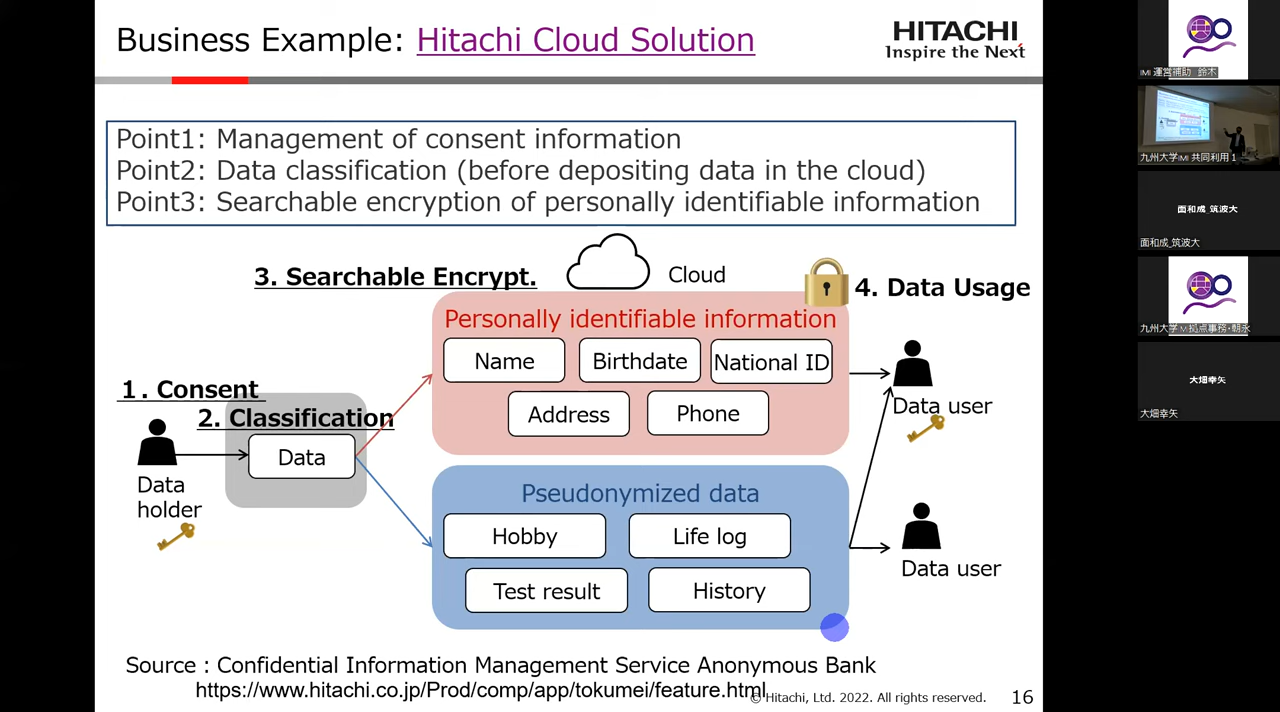 Business Example: Hitachi Cloud Solution
HITACHI
Inspire the Next
Point1: Management of consent information
Point2: Data classification (before depositing data in the cloud)
Point3: Searchable encryption of personally identifiable information
3. Searchable Encrypt.
Cloud
4. Data Usage
Personally identifiable information
Name
Birthdate
National ID
Address
Phone
1. Consent
2. Classification
Data
Data
holder
Data user
Pseudonymized data
Hobby
Life log
Test result
History
Data user
Source : Confidential Information Management Service Anonymous Bank
https://www.hitachi.co.jp/Prod/comp/app/tokumei/feature.html
© Hitachi, Ltd. 2022. All rights reserved.
16
IMI 運営補助 鈴木
九州大学IMI 共同利用 1
面和成_筑波大
面和成_筑波大
九州大学 拠点事務・朝永
大畑幸矢
大畑幸矢